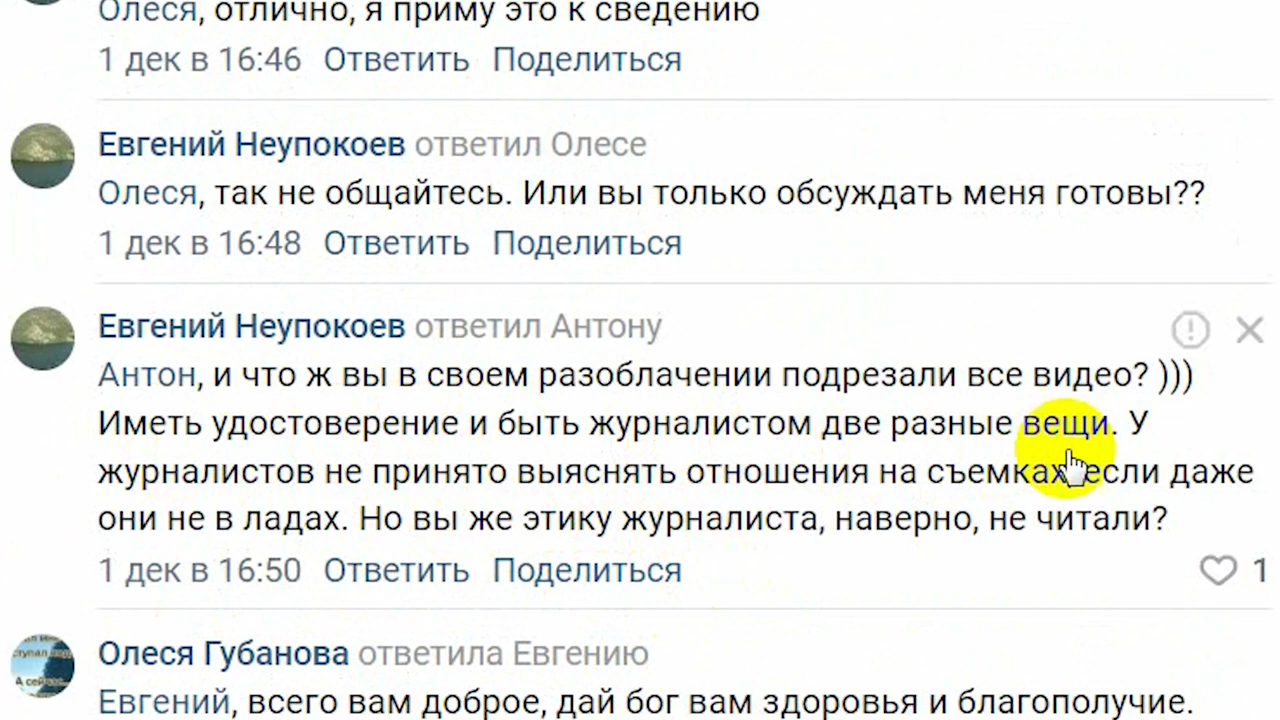 Олеся, отлично, я приму это к сведению
1 дек в 16:46 Ответить Поделиться
Евгений Неупокоев ответил Олесе
Олеся, так не общайтесь. Или вы только обсуждать меня готовы??
1 дек в 16:48 Ответить Поделиться
Евгений Неупокоев ответил Антону
Антон, и что ж вы в своем разоблачении подрезали все видео? )))
Иметь удостоверение и быть журналистом две разные вещи. У
журналистов не принято выяснять отношения на съемках если даже
они не в ладах. Но вы же этику журналиста, наверно, не читали?
1 дек в 16:50 Ответить Поделиться 1
Олеся Губанова ответила Евгению
Евгений, всего вам доброе, дай бог вам здоровья и благополучие.